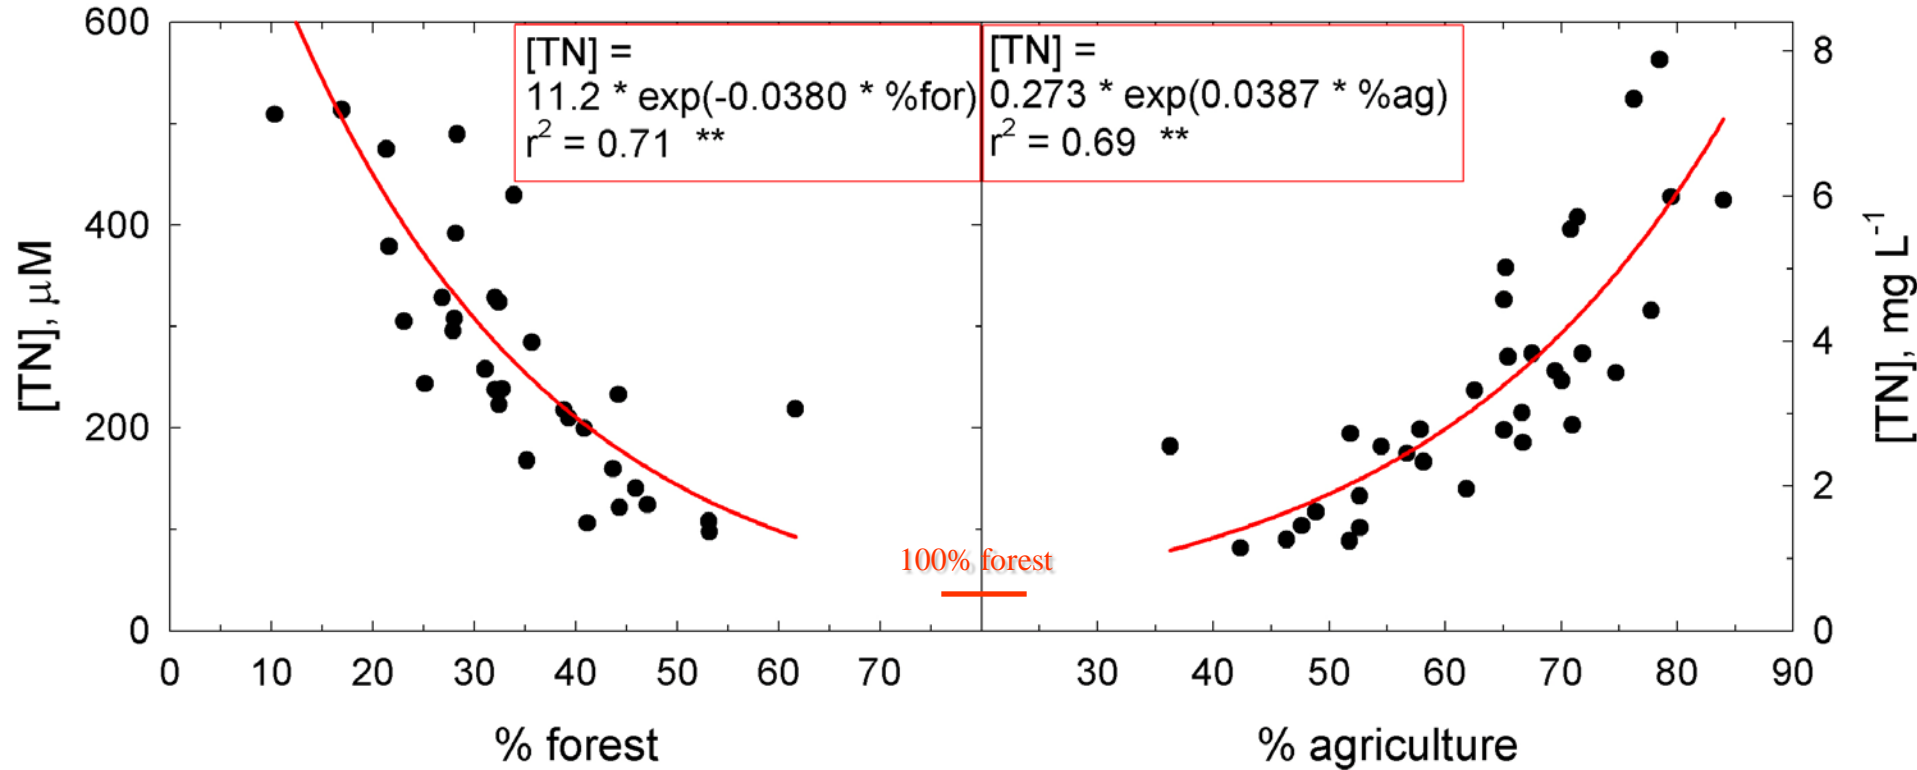 [TN] =
11.2 * exp(-0.0380 * %for)
r² = 0.71 **
[TN] =
0.273 * exp(0.0387 * %ag)
r² = 0.69 **
600
400
200
0
[TN], μM
8
6
4
2
0
[TN], mg L⁻¹
100% forest
0 10 20 30 40 50 60 70
30 40 50 60 70 80 90
% forest
% agriculture